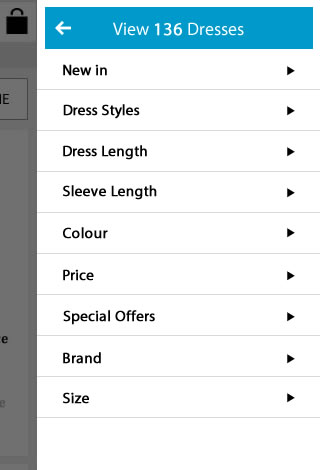 View 136 Dresses
New in
Dress Styles
Dress Length
Sleeve Length
Colour
Price
Special Offers
Brand
Size